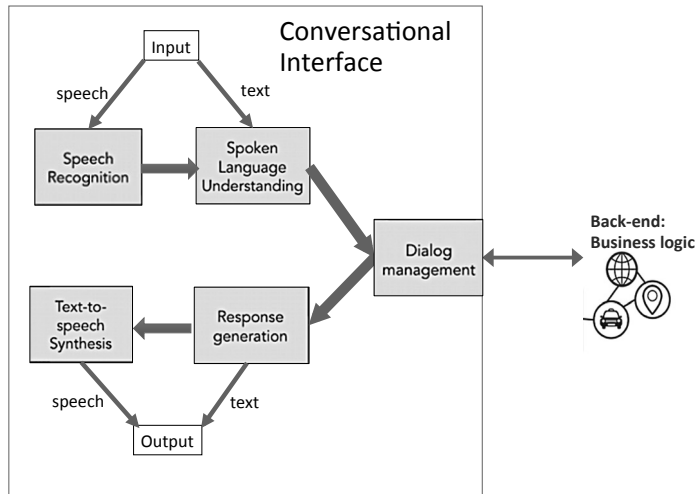 Conversational
Interface
Input
speech
text
Speech
Recognition
Spoken
Language
Understanding
Dialog
management
Back-end:
Business logic
Text-to-
speech
Synthesis
Response
generation
speech
text
Output